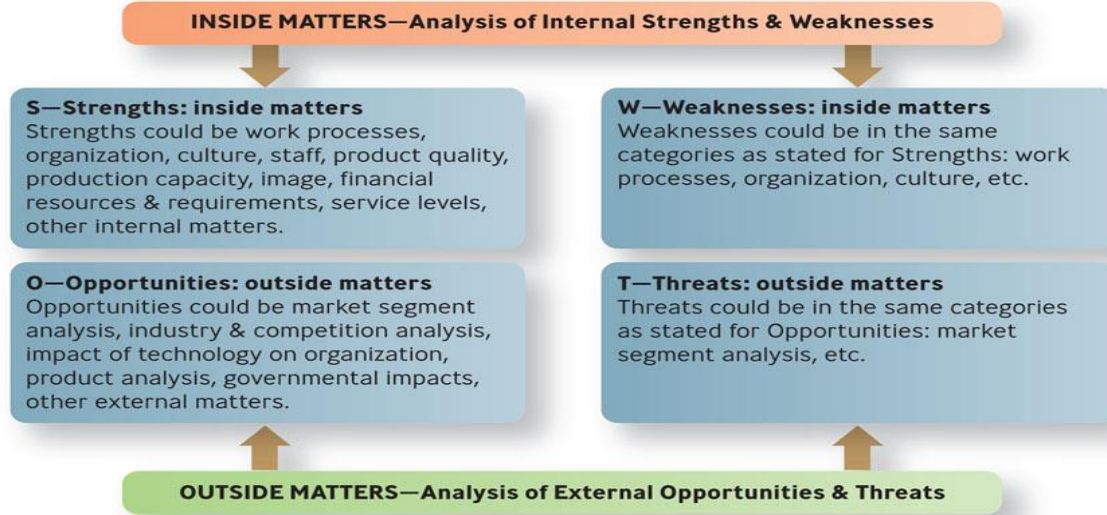 INSIDE MATTERS—Analysis of Internal Strengths & Weaknesses
S—Strengths: inside matters
Strengths could be work processes,
organization, culture, staff, product quality,
production capacity, image, financial
resources & requirements, service levels,
other internal matters.
W—Weaknesses: inside matters
Weaknesses could be in the same
categories as stated for Strengths: work
processes, organization, culture, etc.
O—Opportunities: outside matters
Opportunities could be market segment
analysis, industry & competition analysis,
impact of technology on organization,
product analysis, governmental impacts,
other external matters.
T—Threats: outside matters
Threats could be in the same categories
as stated for Opportunities: market
segment analysis, etc.
OUTSIDE MATTERS—Analysis of External Opportunities & Threats